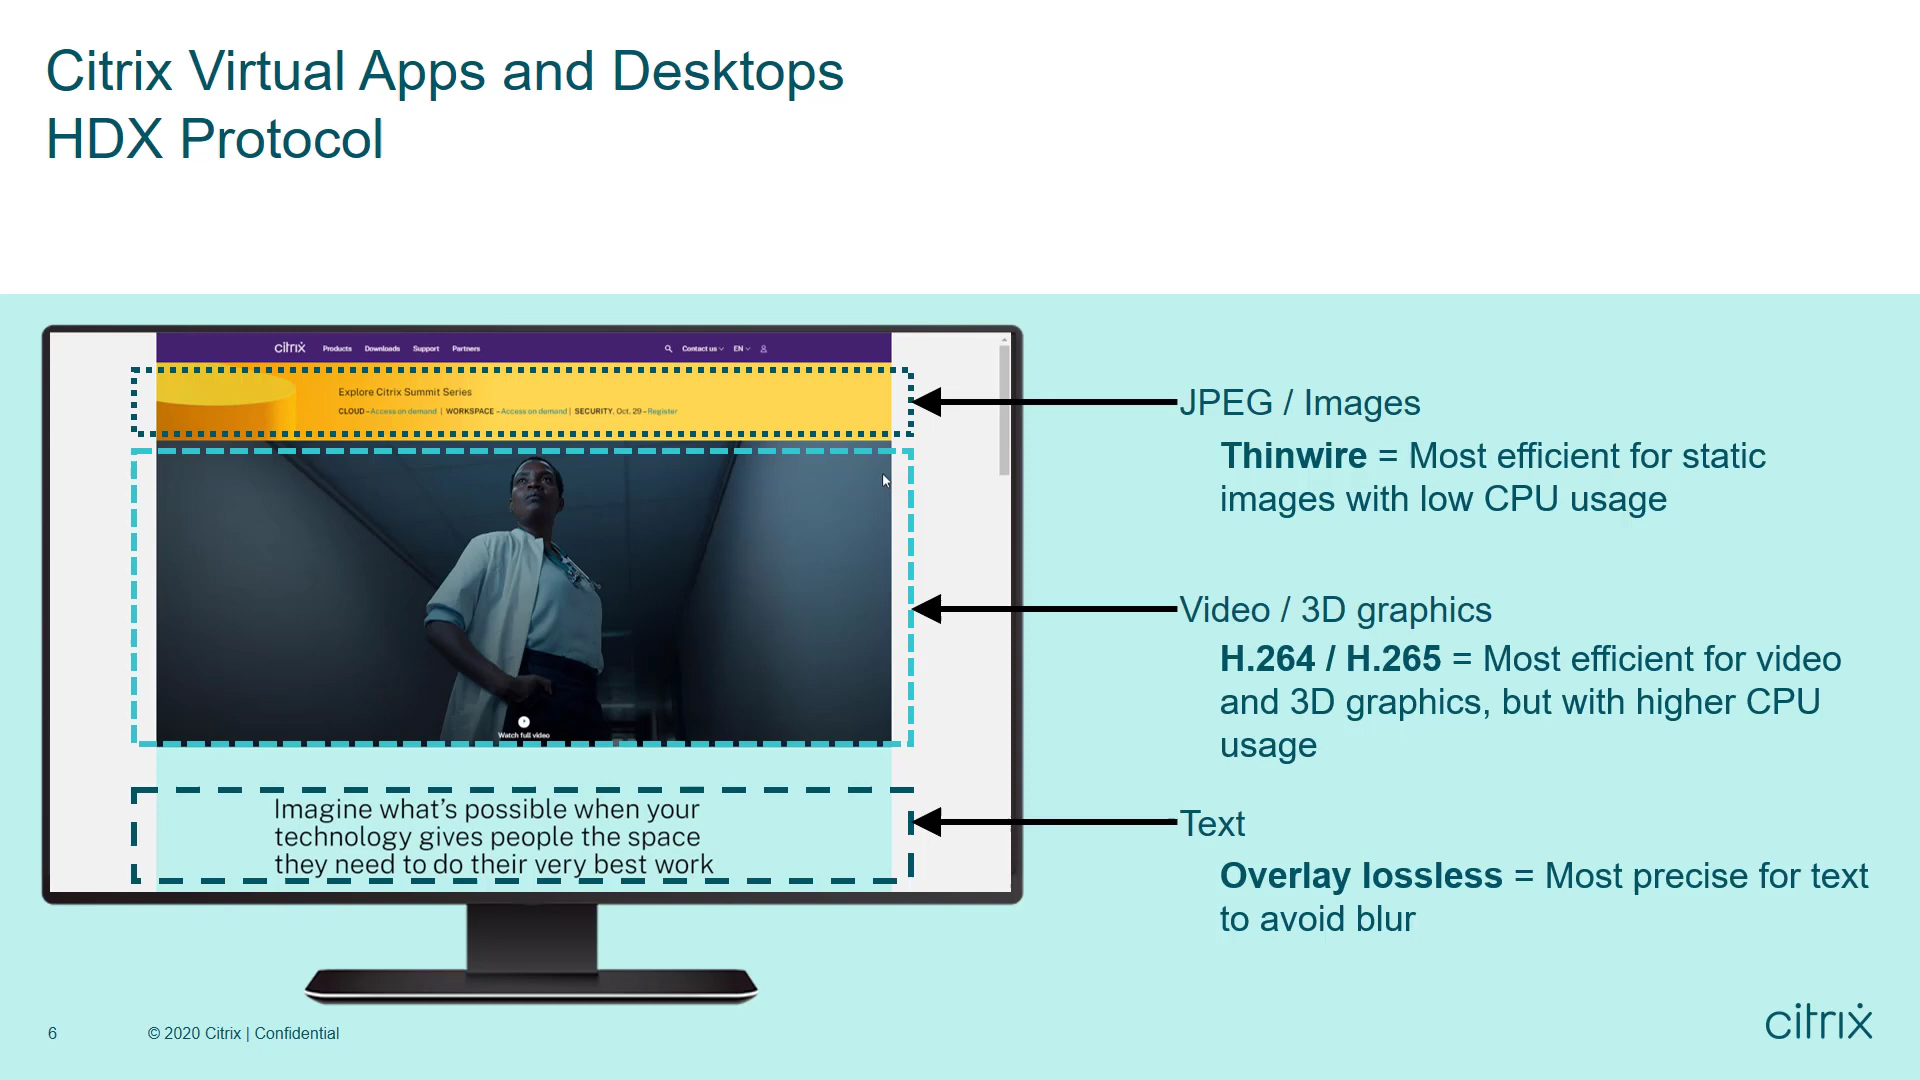 Citrix Virtual Apps and Desktops
HDX Protocol
citrix Products Downloads Support Partners Contact us EN
Explore Citrix Summit Series
CLOUD – Access on demand | WORKSPACE – Access on demand | SECURITY, Oct. 29 – Register
Watch full video
Imagine what's possible when your
technology gives people the space
they need to do their very best work
JPEG / Images
Thinwire = Most efficient for static
images with low CPU usage
Video / 3D graphics
H.264 / H.265 = Most efficient for video
and 3D graphics, but with higher CPU
usage
Text
Overlay lossless = Most precise for text
to avoid blur
6 © 2020 Citrix | Confidential
citrix